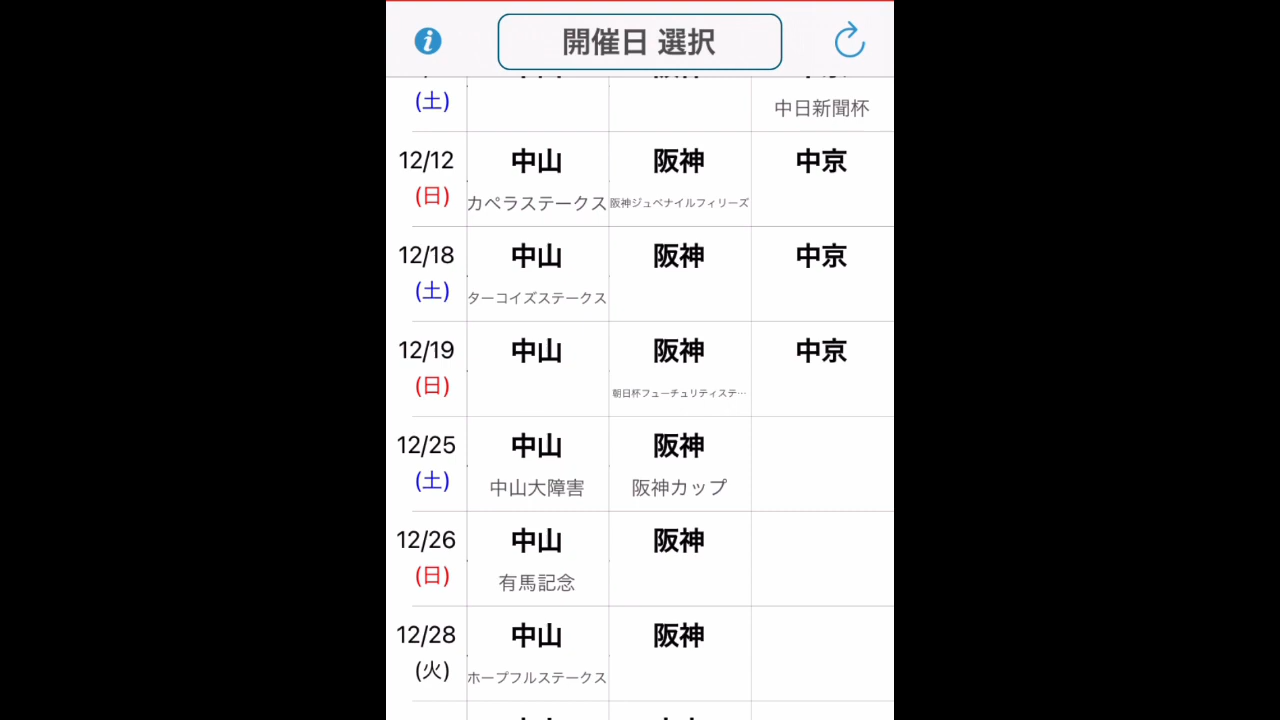 開催日 選択
(土)
中日新聞杯
12/12 中山 阪神 中京
(日) カペラステークス 阪神ジュベナイルフィリーズ
12/18 中山 阪神 中京
(土) ターコイズステークス
12/19 中山 阪神 中京
(日) 朝日杯フューチュリティステ…
12/25 中山 阪神
(土) 中山大障害 阪神カップ
12/26 中山 阪神
(日) 有馬記念
12/28 中山 阪神
(火) ホープフルステークス